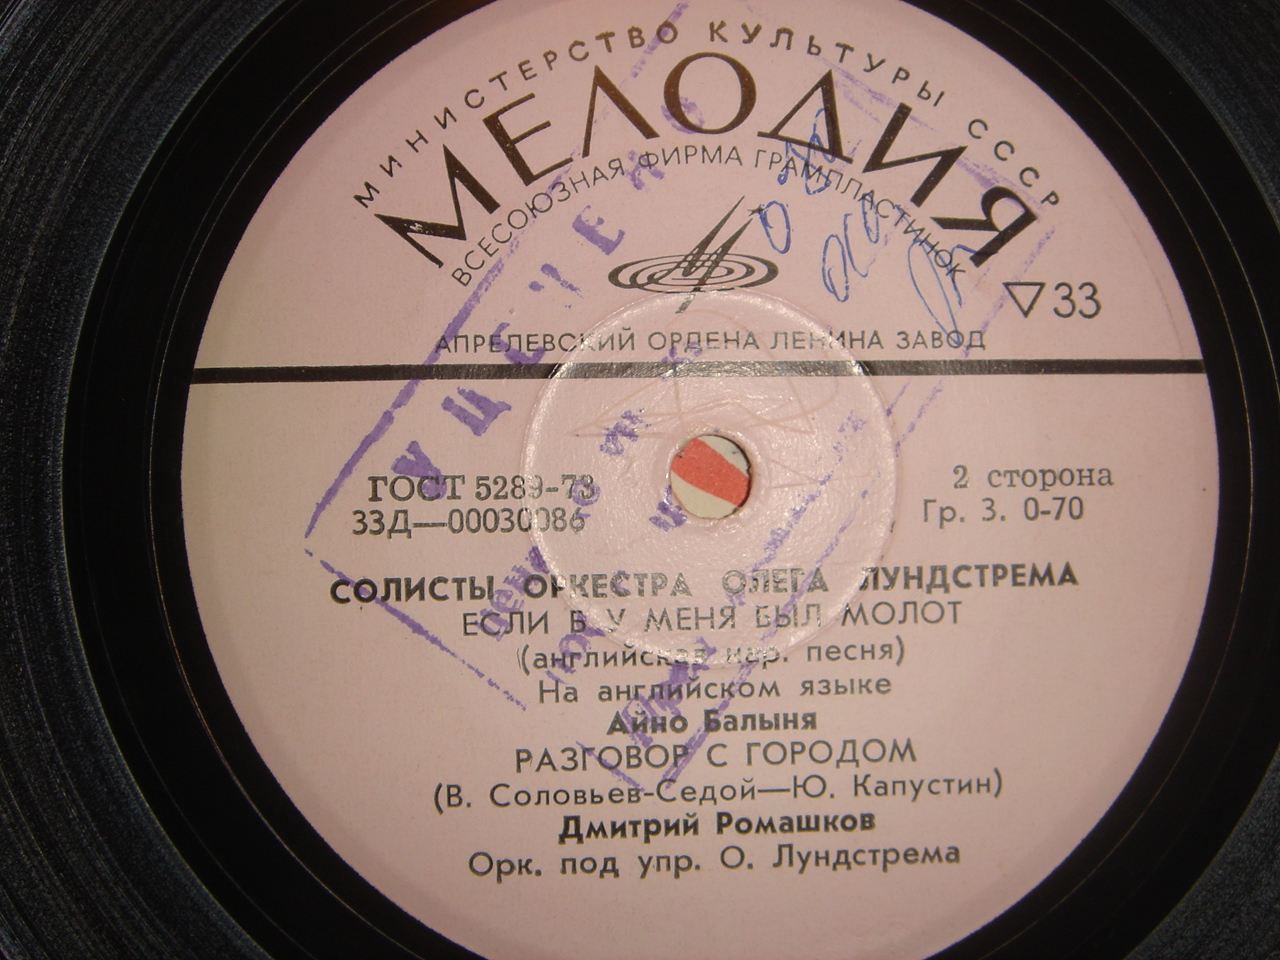 МИНИСТЕРСТВО КУЛЬТУРЫ СССР
МЕЛОДИЯ
ВСЕСОЮЗНАЯ ФИРМА ГРАМПЛАСТИНОК
33
АПРЕЛЕВСКИЙ ОРДЕНА ЛЕНИНА ЗАВОД
ГОСТ 5289-73
33Д—00030086
2 сторона
Гр. 3. 0-70
СОЛИСТЫ ОРКЕСТРА ОЛЕГА ЛУНДСТРЕМА
ЕСЛИ Б У МЕНЯ БЫЛ МОЛОТ
(английская нар. песня)
На английском языке
Айно Балыня
РАЗГОВОР С ГОРОДОМ
(В. Соловьев-Седой—Ю. Капустин)
Дмитрий Ромашков
Орк. под упр. О. Лундстрема
УЦЕНЕНО